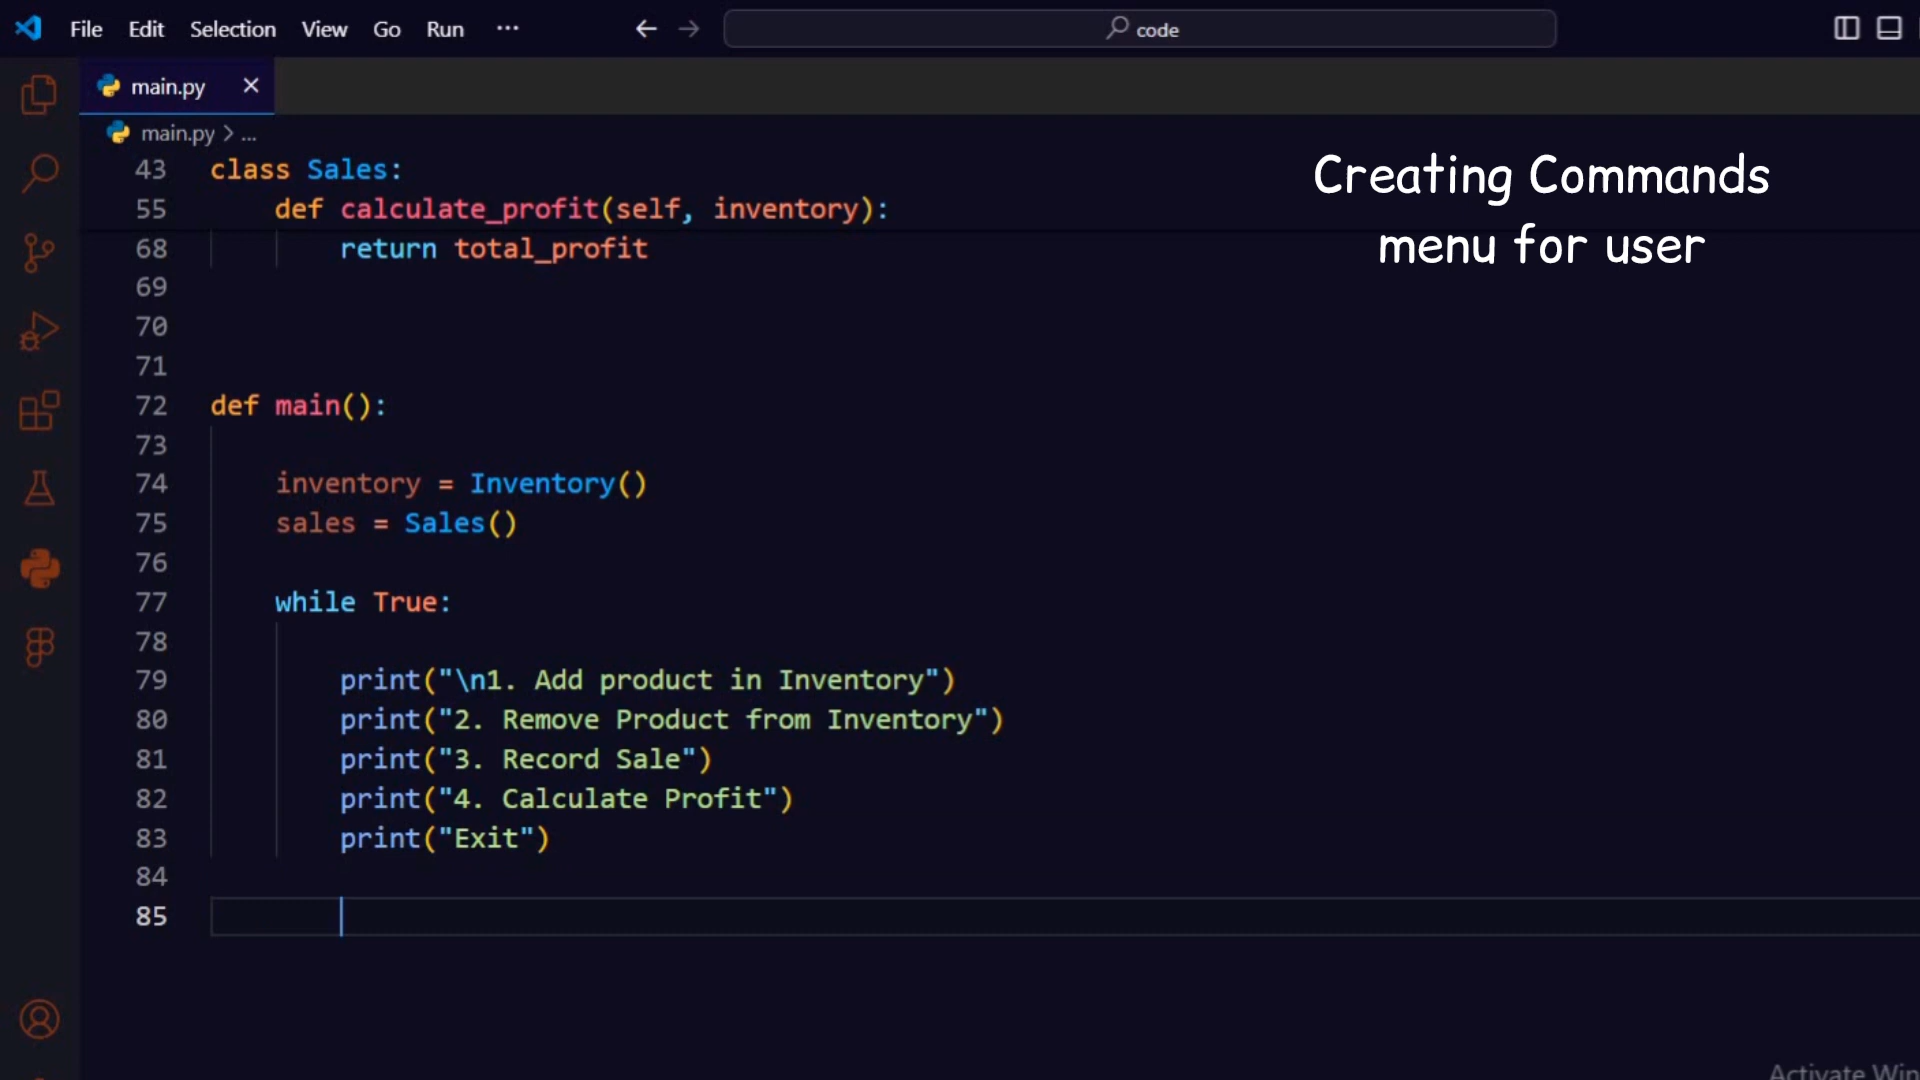 File Edit Selection View Go Run ...
code
main.py
main.py > ...
43 class Sales:
55 def calculate_profit(self, inventory):
68 return total_profit
69
70
71
72 def main():
73
74 inventory = Inventory()
75 sales = Sales()
76
77 while True:
78
79 print("\n1. Add product in Inventory")
80 print("2. Remove Product from Inventory")
81 print("3. Record Sale")
82 print("4. Calculate Profit")
83 print("Exit")
84
85
Creating Commands
menu for user
Activate Win